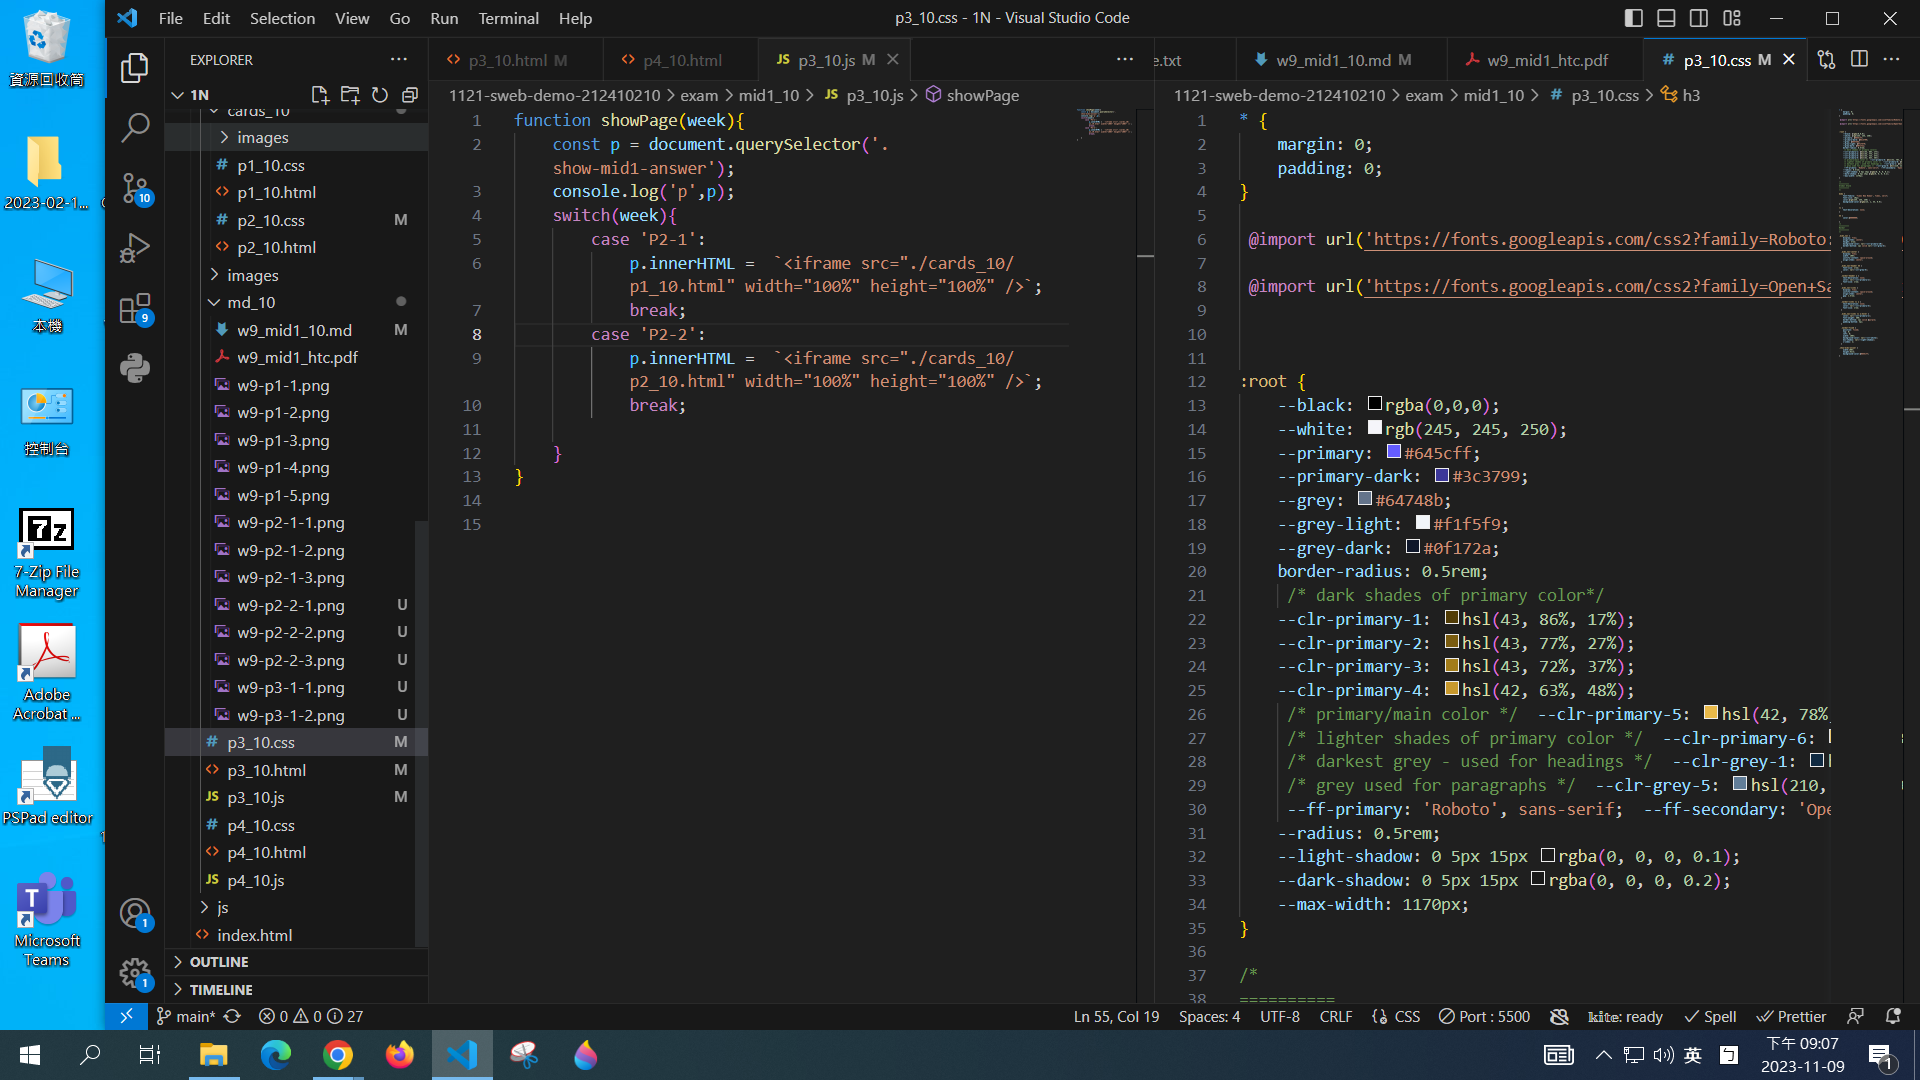 資源回收筒
2023-02-1...
本機
控制台
7-Zip File
Manager
Adobe
Acrobat ...
PSPad editor
Microsoft
Teams
File Edit Selection View Go Run Terminal Help
p3_10.css - 1N - Visual Studio Code
10
9
1
1
EXPLORER
1N
cards_10
images
p1_10.css
p1_10.html
p2_10.css M
p2_10.html
images
md_10
w9_mid1_10.md M
w9_mid1_htc.pdf
w9-p1-1.png
w9-p1-2.png
w9-p1-3.png
w9-p1-4.png
w9-p1-5.png
w9-p2-1-1.png
w9-p2-1-2.png
w9-p2-1-3.png
w9-p2-2-1.png U
w9-p2-2-2.png U
w9-p2-2-3.png U
w9-p3-1-1.png U
w9-p3-1-2.png U
p3_10.css M
p3_10.html M
p3_10.js M
p4_10.css
p4_10.html
p4_10.js
js
index.html
OUTLINE
TIMELINE
p3_10.html M
p4_10.html
JS p3_10.js M
1121-sweb-demo-212410210 > exam > mid1_10 > JS p3_10.js > showPage
1 function showPage(week){
2 const p = document.querySelector('.
show-mid1-answer');
3 console.log('p',p);
4 switch(week){
5 case 'P2-1':
6 p.innerHTML =  `<iframe src="./cards_10/
p1_10.html" width="100%" height="100%" />`;
7 break;
8 case 'P2-2':
9 p.innerHTML =  `<iframe src="./cards_10/
p2_10.html" width="100%" height="100%" />`;
10 break;
11
12 }
13 }
14
15
e.txt
w9_mid1_10.md M
w9_mid1_htc.pdf
# p3_10.css M
1121-sweb-demo-212410210 > exam > mid1_10 > # p3_10.css > h3
1 * {
2 margin: 0;
3 padding: 0;
4 }
5
6 @import url('https://fonts.googleapis.com/css2?family=Roboto:
7
8 @import url('https://fonts.googleapis.com/css2?family=Open+Sa
9
10
11
12 :root {
13 --black: rgba(0,0,0);
14 --white: rgb(245, 245, 250);
15 --primary: #645cff;
16 --primary-dark: #3c3799;
17 --grey: #64748b;
18 --grey-light: #f1f5f9;
19 --grey-dark: #0f172a;
20 border-radius: 0.5rem;
21 /* dark shades of primary color*/
22 --clr-primary-1: hsl(43, 86%, 17%);
23 --clr-primary-2: hsl(43, 77%, 27%);
24 --clr-primary-3: hsl(43, 72%, 37%);
25 --clr-primary-4: hsl(42, 63%, 48%);
26 /* primary/main color */  --clr-primary-5: hsl(42, 78%
27 /* lighter shades of primary color */  --clr-primary-6:
28 /* darkest grey - used for headings */  --clr-grey-1:
29 /* grey used for paragraphs */  --clr-grey-5: hsl(210,
30 --ff-primary: 'Roboto', sans-serif;  --ff-secondary: 'Ope
31 --radius: 0.5rem;
32 --light-shadow: 0 5px 15px rgba(0, 0, 0, 0.1);
33 --dark-shadow: 0 5px 15px rgba(0, 0, 0, 0.2);
34 --max-width: 1170px;
35 }
36
37 /*
38 ==========
main* 0 0 27
Ln 55, Col 19 Spaces: 4 UTF-8 CRLF CSS Port : 5500 kite: ready Spell Prettier
英
下午 09:07
2023-11-09
1